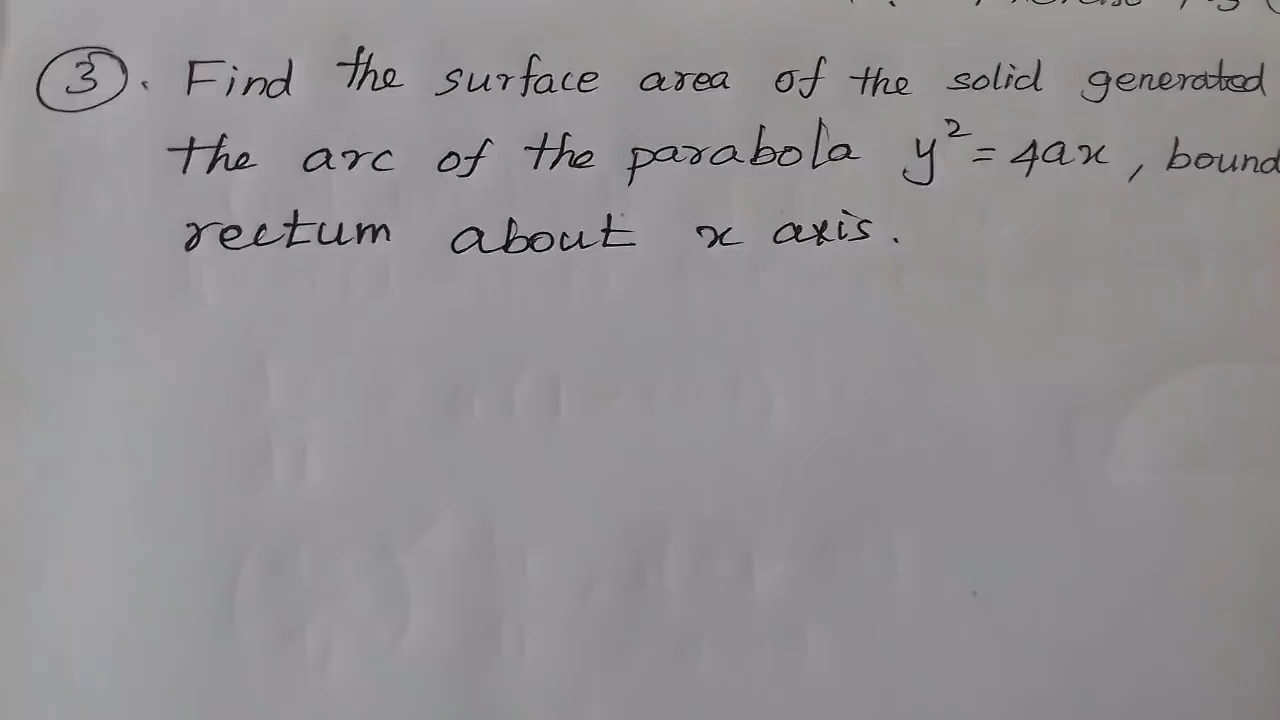 ③. Find the surface area of the solid generated
the arc of the parabola y² = 4ax, bound
rectum about x axis.